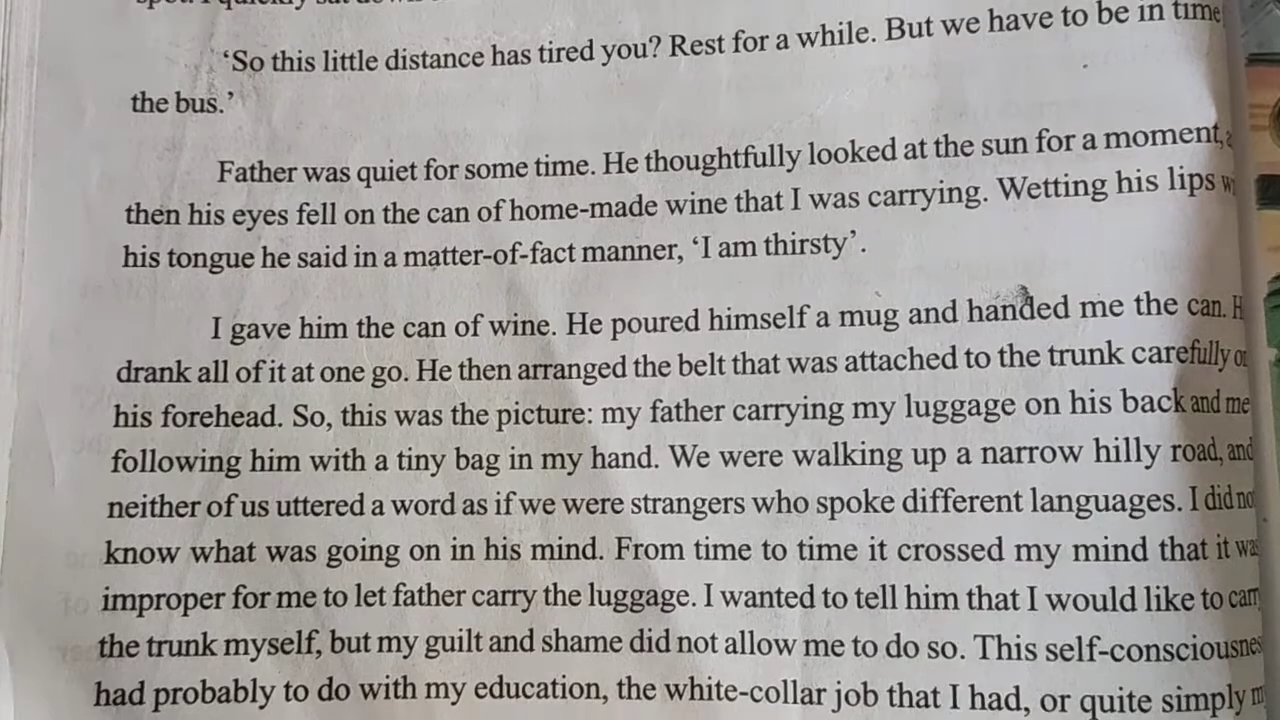 'So this little distance has tired you? Rest for a while. But we have to be in time
the bus.'
Father was quiet for some time. He thoughtfully looked at the sun for a moment,
then his eyes fell on the can of home-made wine that I was carrying. Wetting his lips
his tongue he said in a matter-of-fact manner, 'I am thirsty'.
I gave him the can of wine. He poured himself a mug and handed me the can. H
drank all of it at one go. He then arranged the belt that was attached to the trunk carefully
his forehead. So, this was the picture: my father carrying my luggage on his back and me
following him with a tiny bag in my hand. We were walking up a narrow hilly road, and
neither of us uttered a word as if we were strangers who spoke different languages. I did no
know what was going on in his mind. From time to time it crossed my mind that it was
improper for me to let father carry the luggage. I wanted to tell him that I would like to carr
the trunk myself, but my guilt and shame did not allow me to do so. This self-consciousnes
had probably to do with my education, the white-collar job that I had, or quite simply m